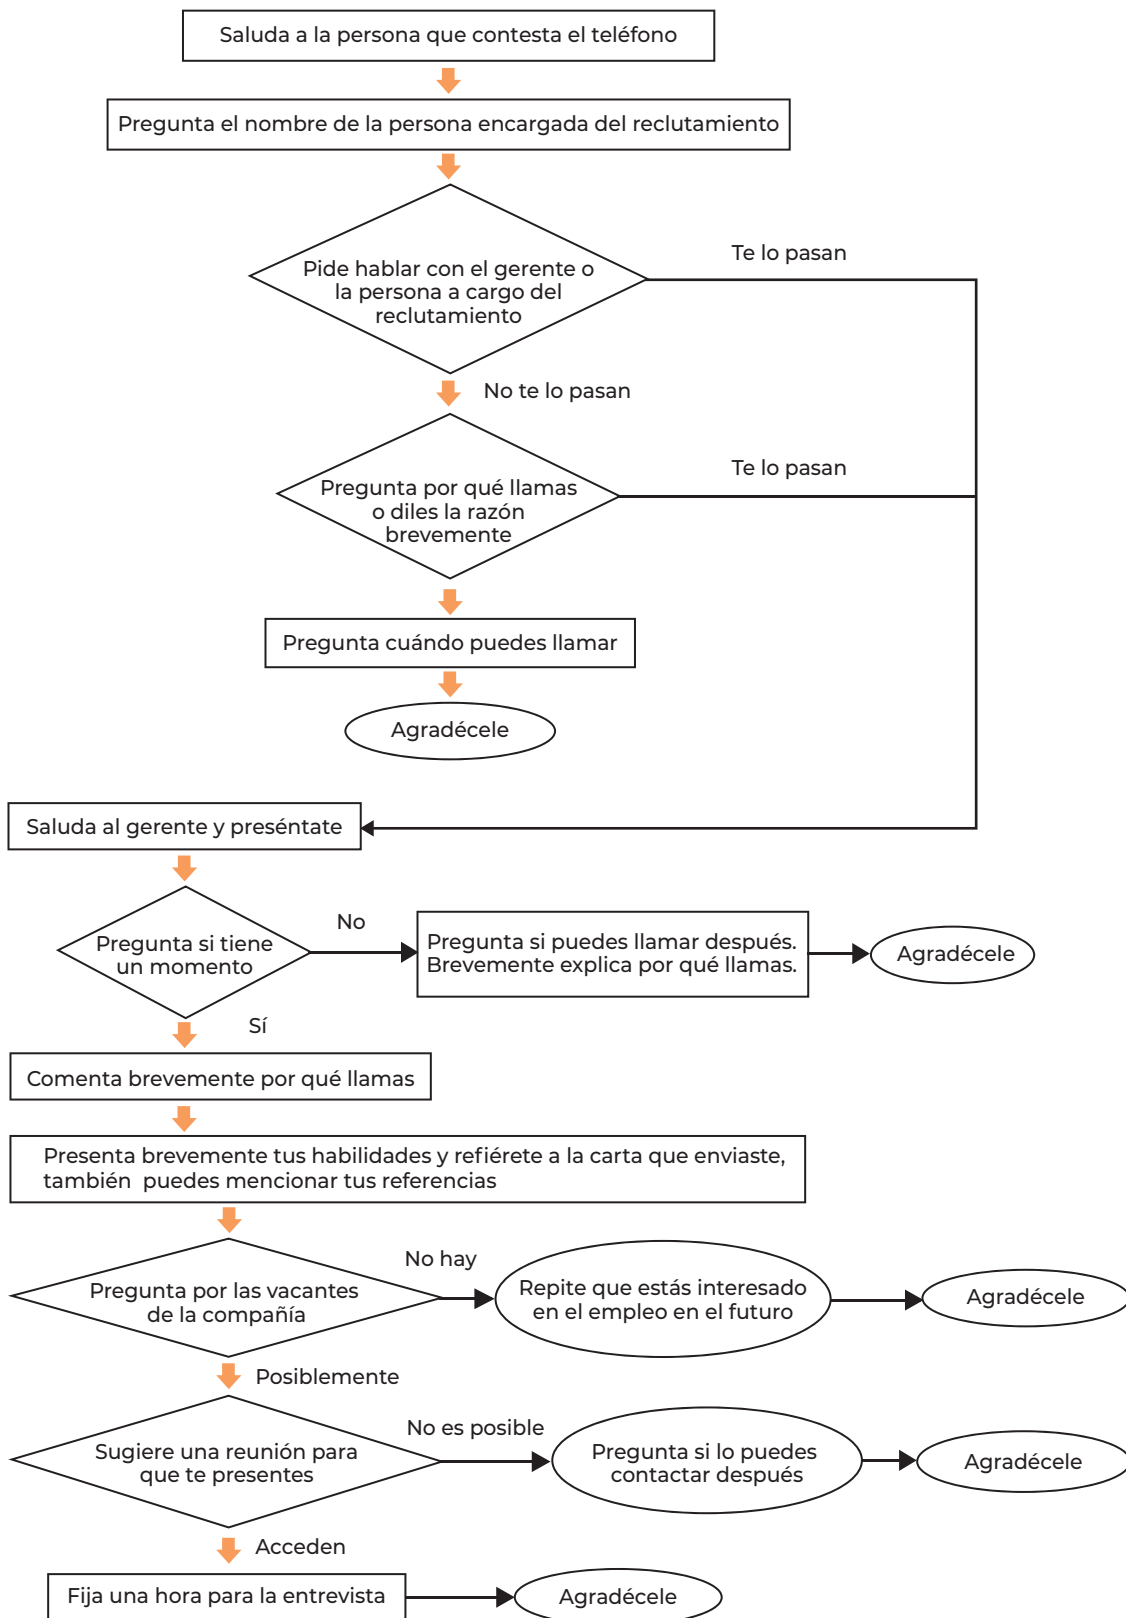 Saluda a la persona que contesta el teléfono
Pregunta el nombre de la persona encargada del reclutamiento
Te lo pasan
Pide hablar con el gerente o
la persona a cargo del
reclutamiento
No te lo pasan
Te lo pasan
Pregunta por qué llamas
o diles la razón
brevemente
Pregunta cuándo puedes llamar
Agradécele
Saluda al gerente y preséntate
No
Pregunta si tiene
un momento
Pregunta si puedes llamar después.
Brevemente explica por qué llamas.
Agradécele
Sí
Comenta brevemente por qué llamas
Presenta brevemente tus habilidades y refiérete a la carta que enviaste,
también puedes mencionar tus referencias
No hay
Pregunta por las vacantes
de la compañía
Repite que estás interesado
en el empleo en el futuro
Agradécele
Posiblemente
No es posible
Sugiere una reunión para
que te presentes
Pregunta si lo puedes
contactar después
Agradécele
Acceden
Fija una hora para la entrevista
Agradécele